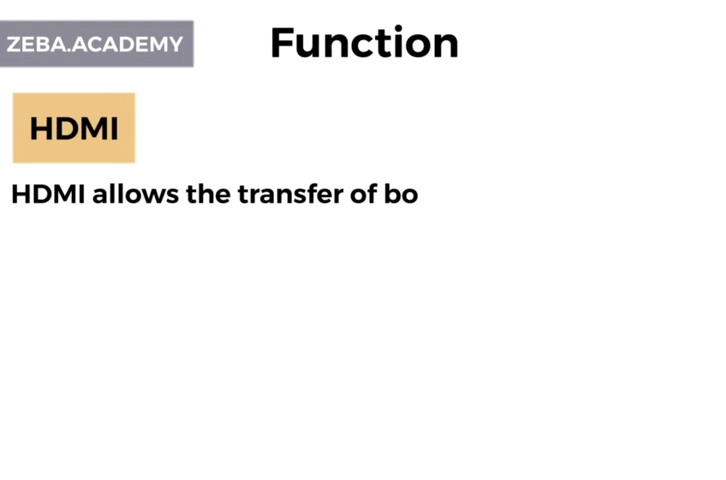 ZEBA.ACADEMY
Function
HDMI
HDMI allows the transfer of bo